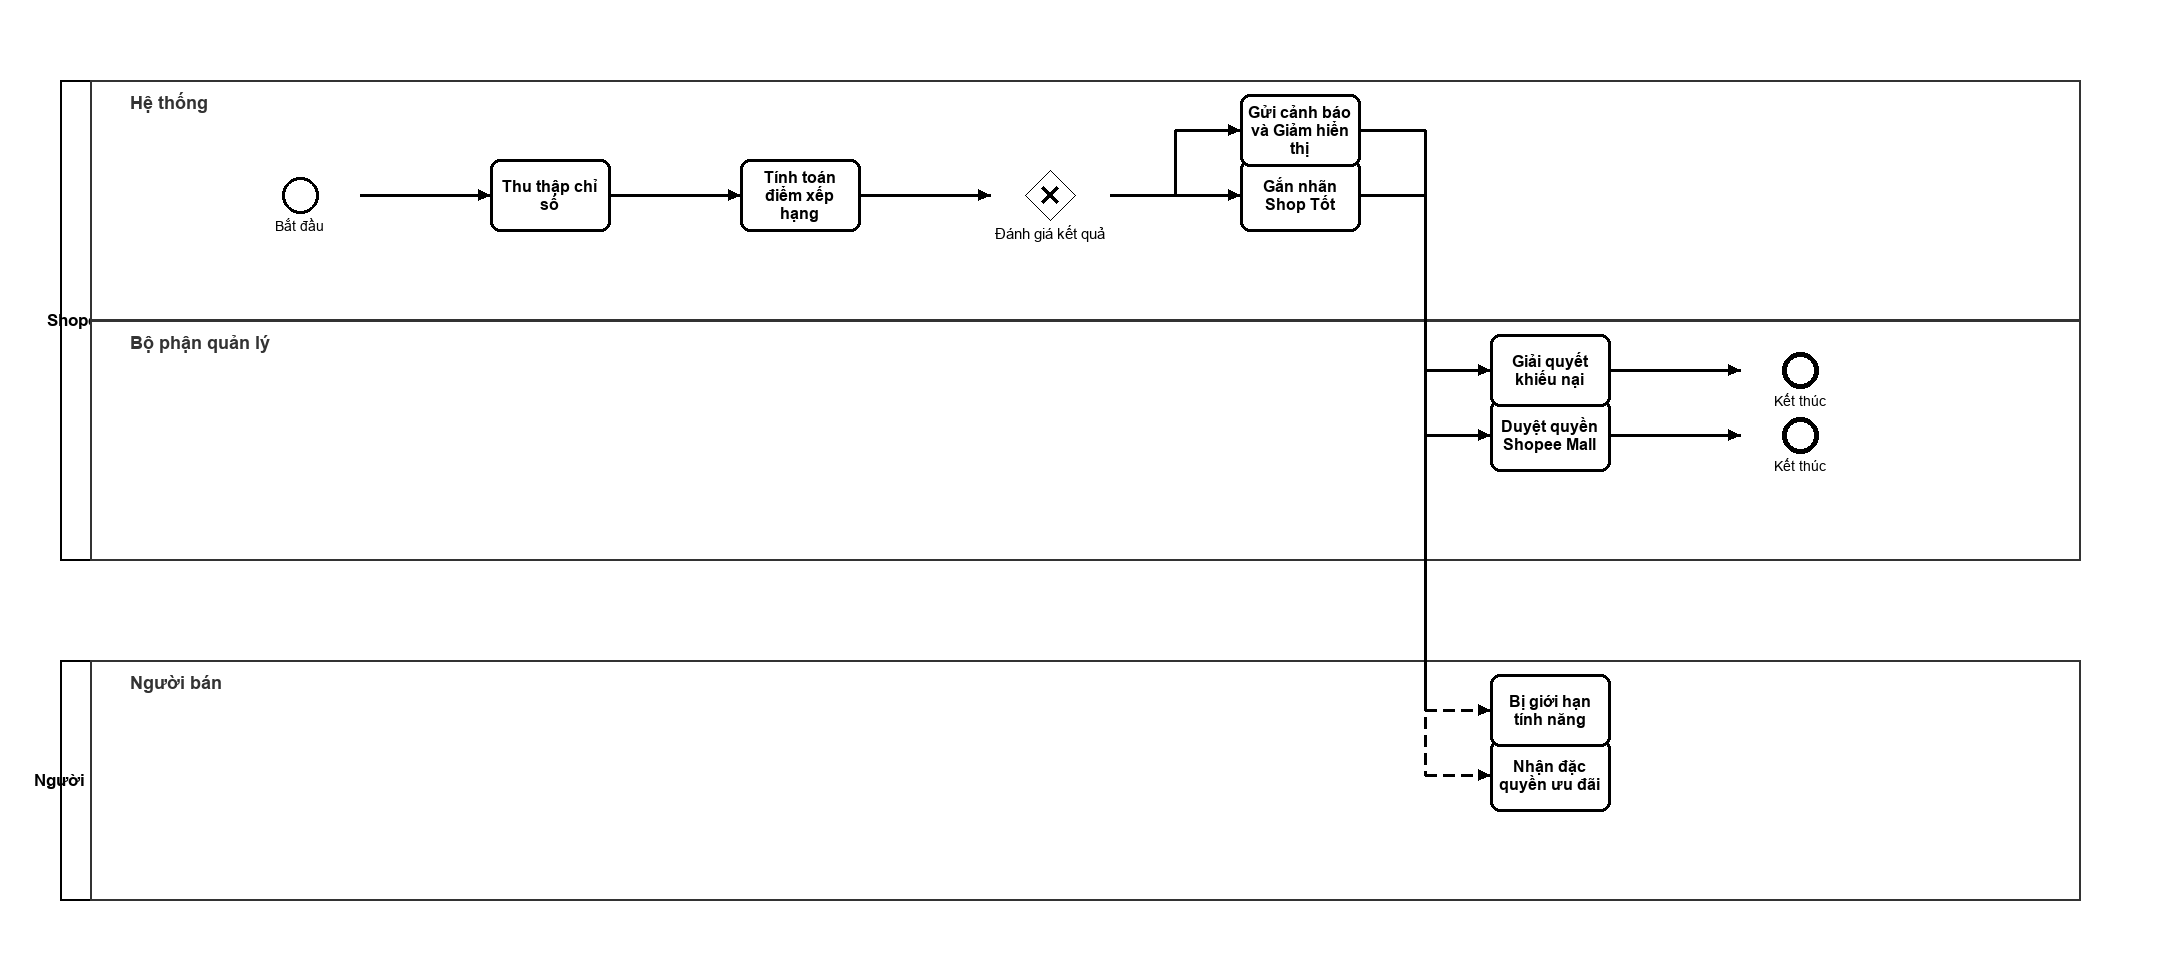 Hệ thống
Gửi cảnh báo
và Giảm hiển
thị
Thu thập chỉ
số
Tính toán
điểm xếp
hạng
Gắn nhãn
Shop Tốt
Bắt đầu
Đánh giá kết quả
Shop
Bộ phận quản lý
Giải quyết
khiếu nại
Kết thúc
Duyệt quyền
Shopee Mall
Kết thúc
Người bán
Bị giới hạn
tính năng
Người
Nhận đặc
quyền ưu đãi